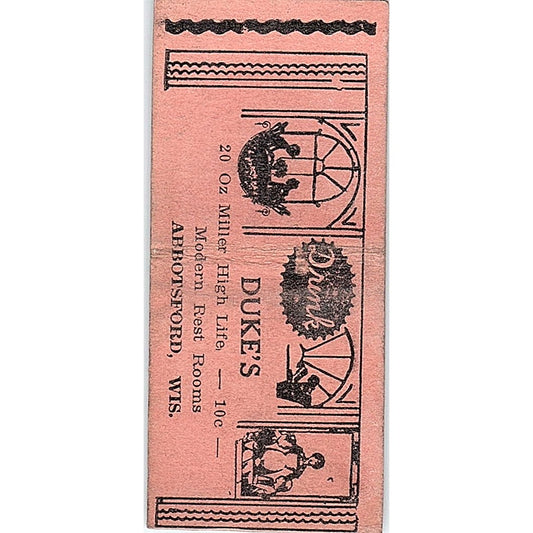 Drink
DUKE'S
20 Oz Miller High Life, — 10c —
Modern Rest Rooms
ABBOTSFORD, WIS.